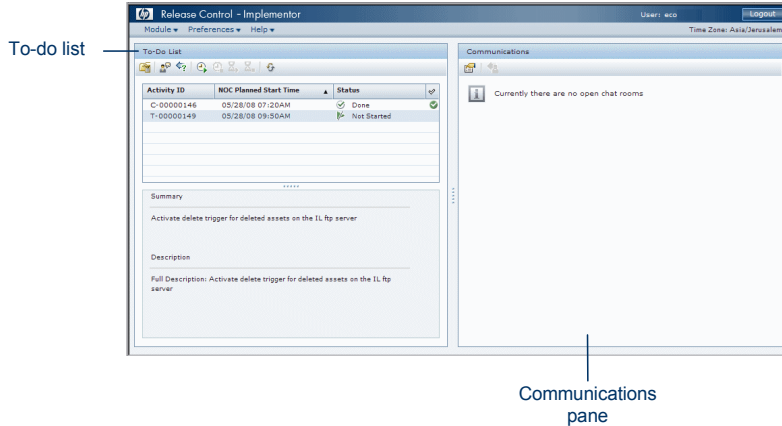 Release Control - Implementor
User: eco
Logout
Module Preferences Help
Time Zone: Asia/Jerusalem
To-do list
To-Do List
Communications
Activity ID NOC Planned Start Time Status
C-00000146 05/28/08 07:20AM Done
T-00000149 05/28/08 09:50AM Not Started
Currently there are no open chat rooms
Summary
Activate delete trigger for deleted assets on the IL ftp server
Description
Full Description: Activate delete trigger for deleted assets on the IL ftp
server
Communications
pane